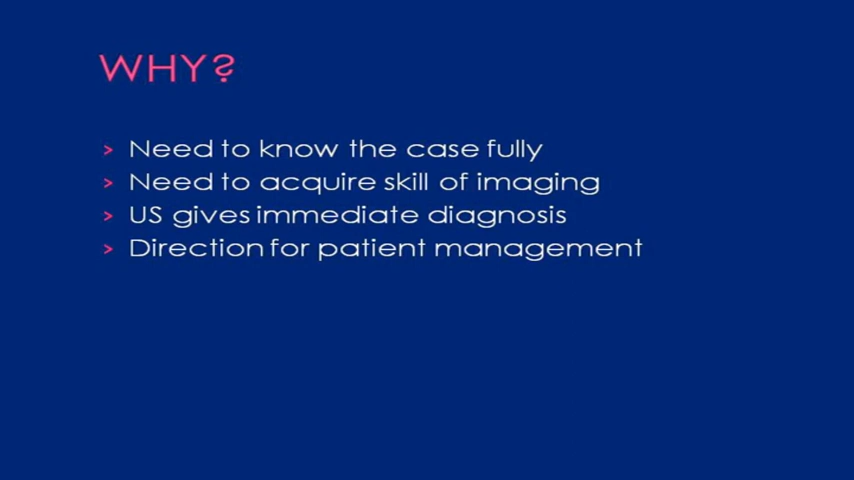 WHY?
> Need to know the case fully
> Need to acquire skill of imaging
> US gives immediate diagnosis
> Direction for patient management